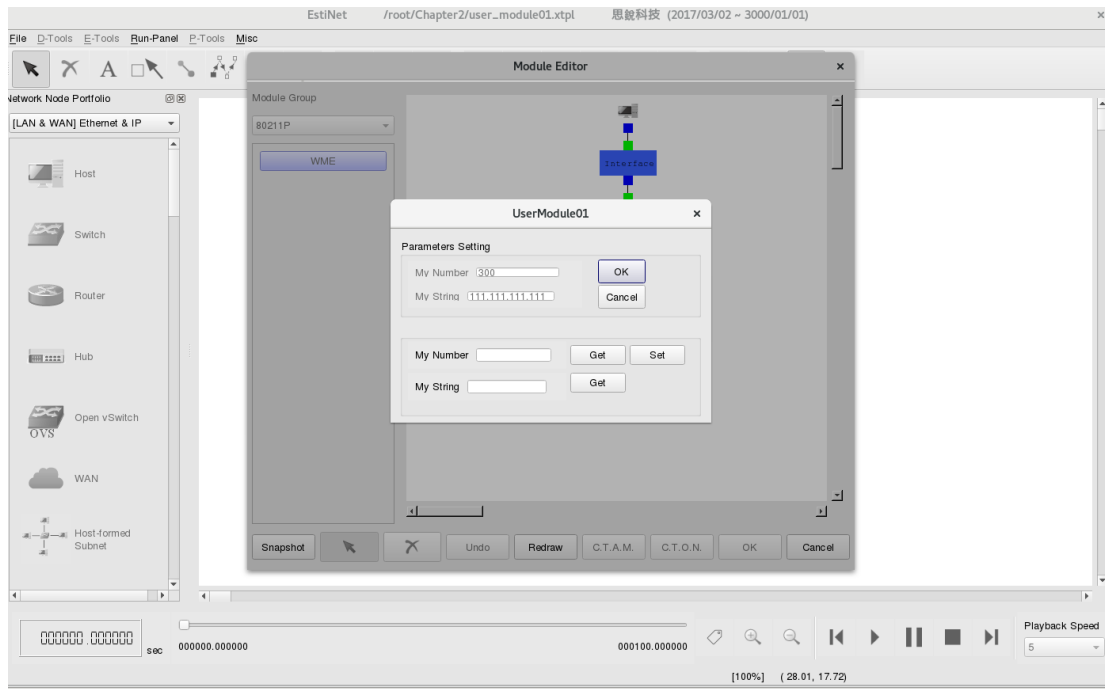 EstiNet /root/Chapter2/user_module01.xtpl 思銳科技 (2017/03/02 ~ 3000/01/01)
File D-Tools E-Tools Run-Panel P-Tools Misc
A
Network Node Portfolio
[LAN & WAN] Ethernet & IP
Host
Switch
Router
Hub
Open vSwitch
OVS
WAN
Host-formed
Subnet
Module Editor
Module Group
80211P
WME
Interface
UserModule01
Parameters Setting
My Number 300 OK
My String 111.111.111.111 Cancel
My Number Get Set
My String Get
Snapshot Undo Redraw C.T.A.M. C.T.O.N. OK Cancel
000000.000000 sec
000000.000000 000100.000000
Playback Speed
5
[100%] ( 28.01, 17.72)